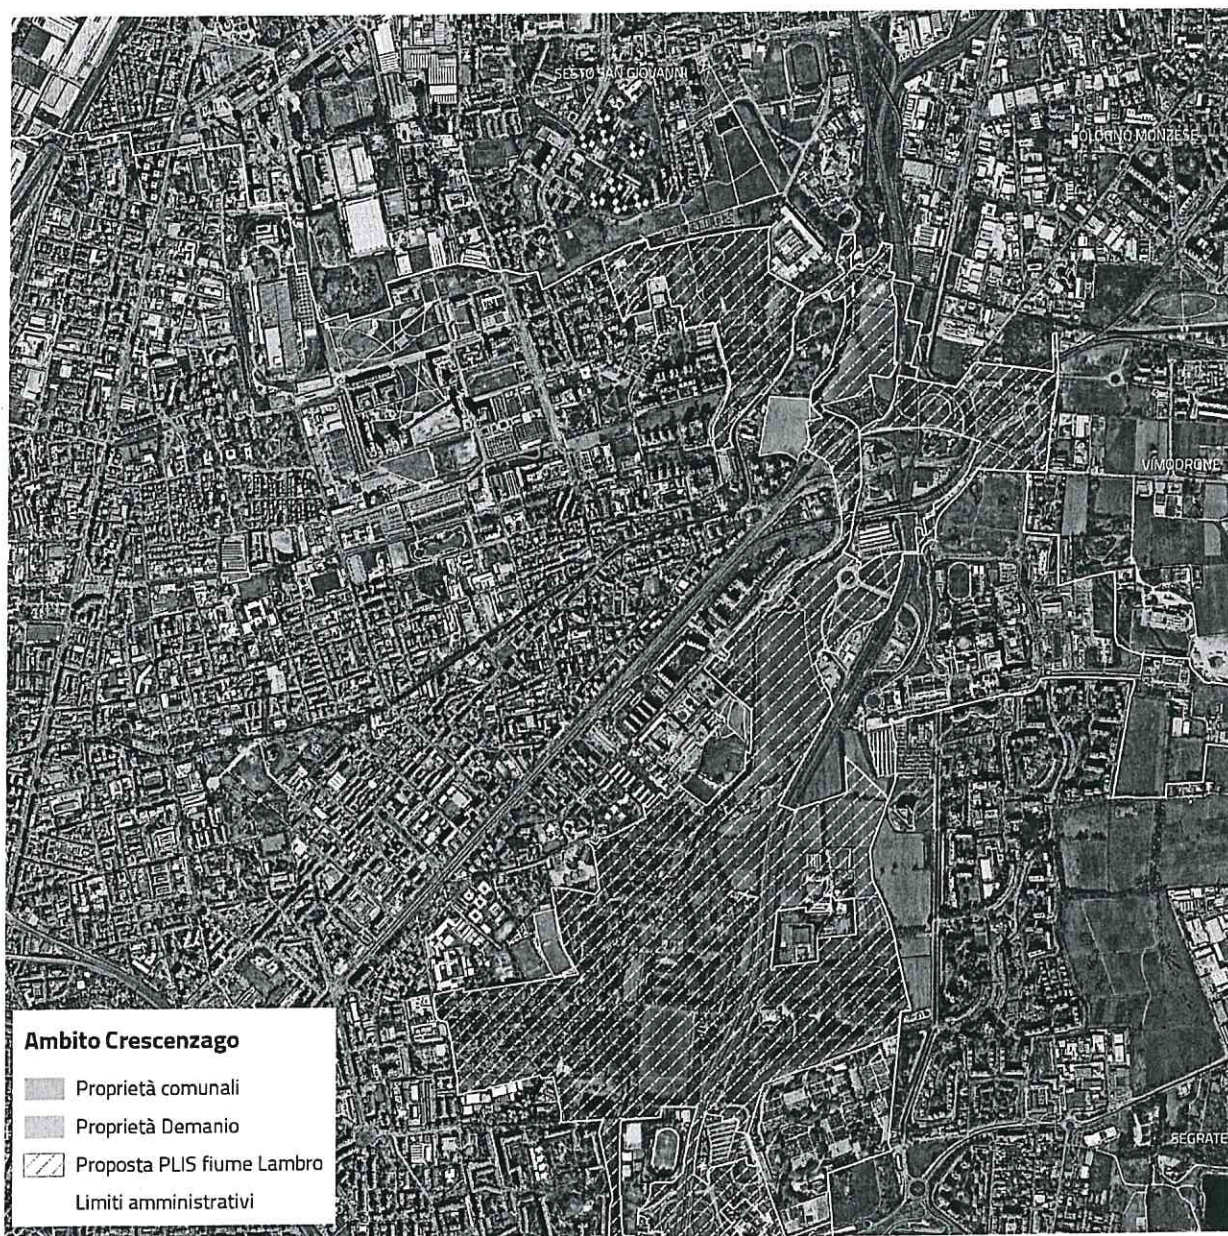 SESTO SAN GIOVANNI
COLOGNO MONZESE
VIMODRONE
SEGRATE
Ambito Crescenzago
Proprietà comunali
Proprietà Demanio
Proposta PLIS fiume Lambro
Limiti amministrativi